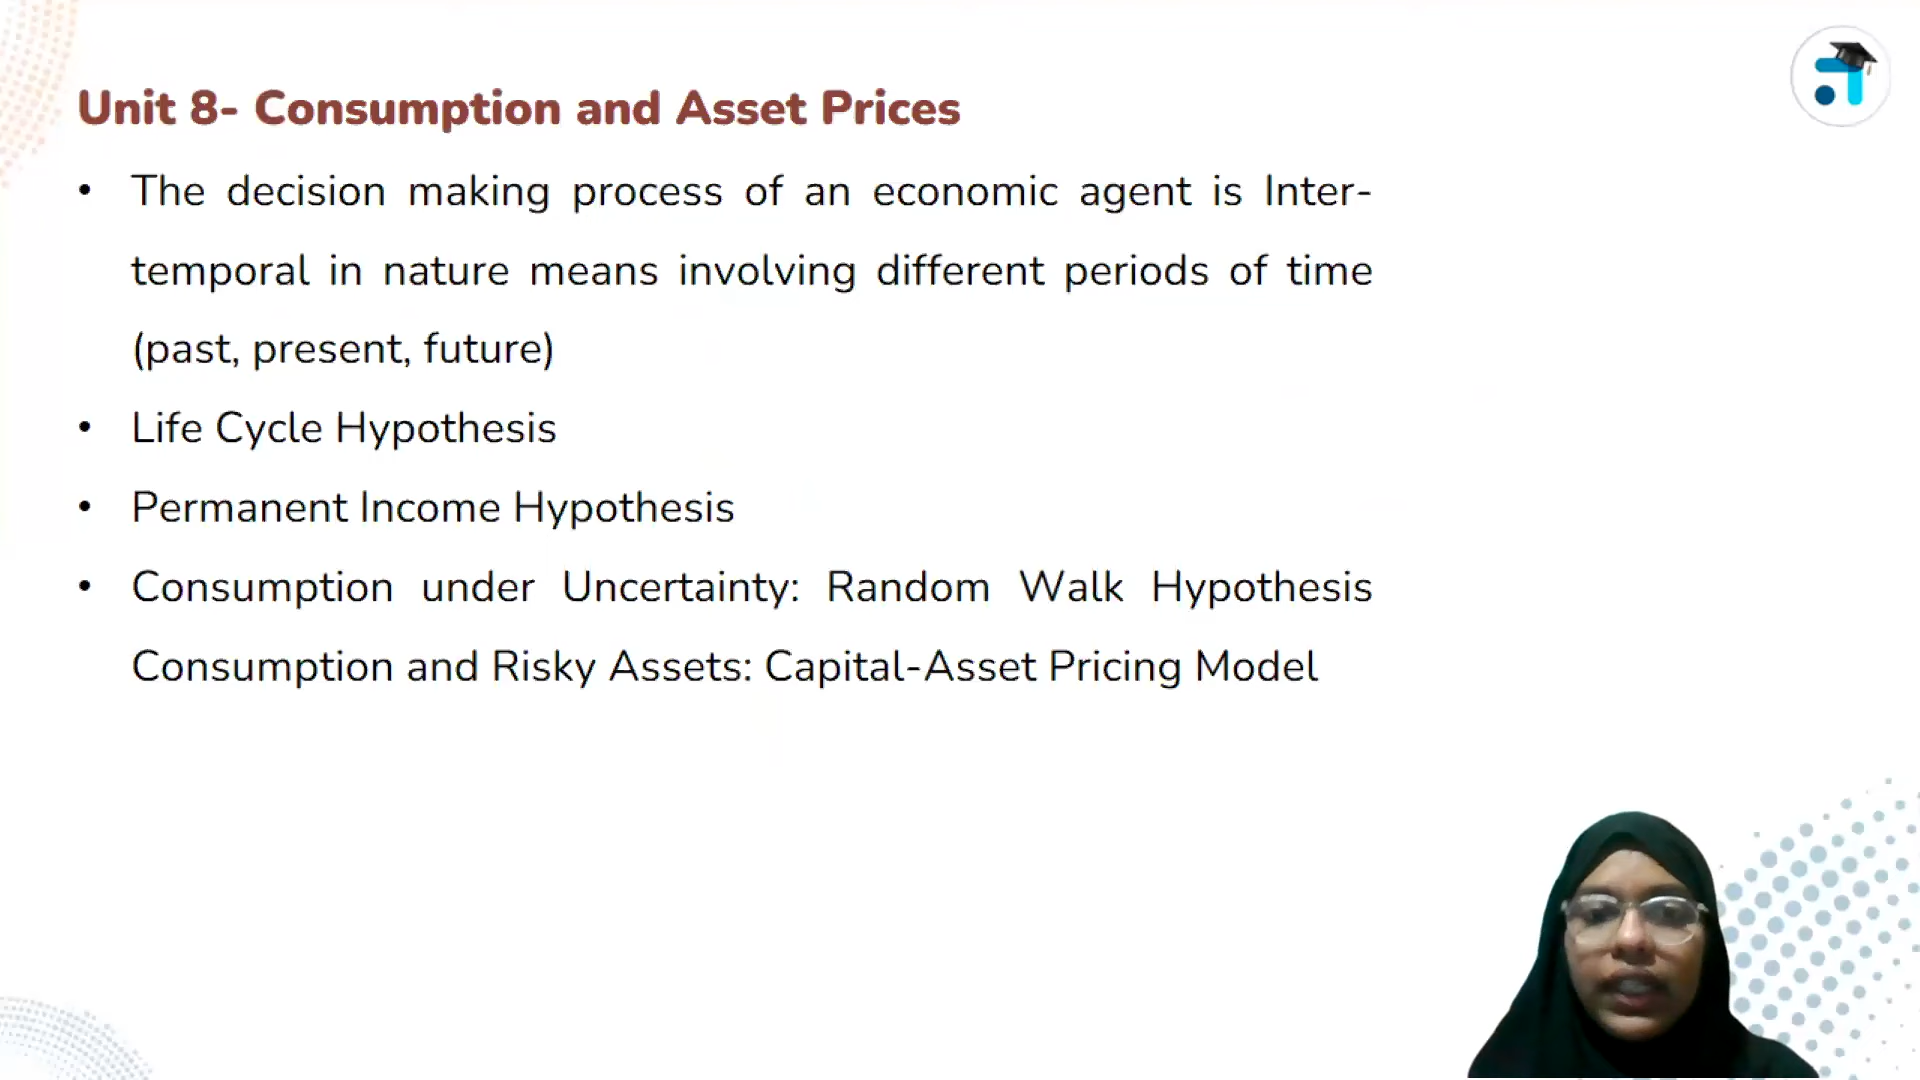 Unit 8- Consumption and Asset Prices
• The decision making process of an economic agent is Inter-
temporal in nature means involving different periods of time
(past, present, future)
• Life Cycle Hypothesis
• Permanent Income Hypothesis
• Consumption under Uncertainty: Random Walk Hypothesis
Consumption and Risky Assets: Capital-Asset Pricing Model